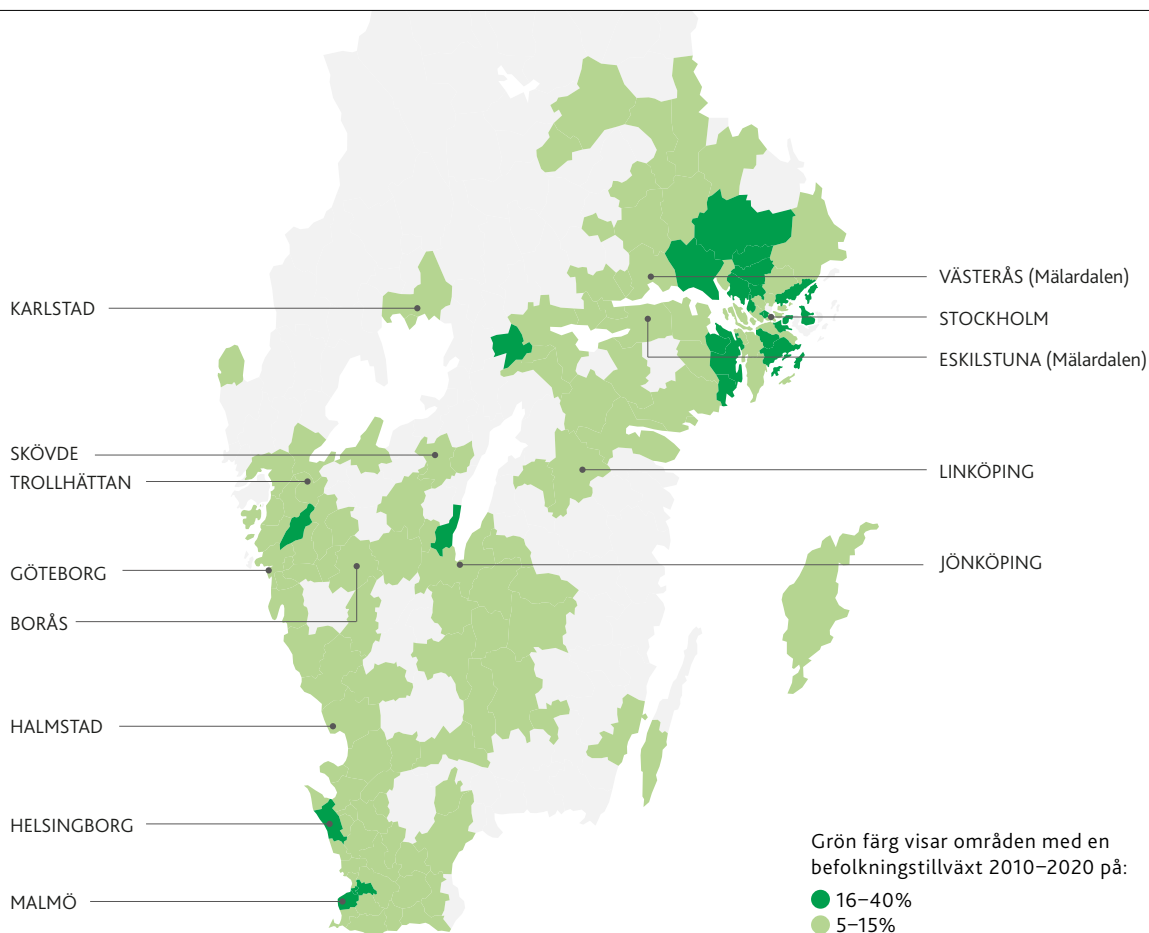 KARLSTAD
SKÖVDE
TROLLHÄTTAN
GÖTEBORG
BORÅS
HALMSTAD
HELSINGBORG
MALMÖ
VÄSTERÅS (Mälardalen)
STOCKHOLM
ESKILSTUNA (Mälardalen)
LINKÖPING
JÖNKÖPING
Grön färg visar områden med en
befolkningstillväxt 2010–2020 på:
16–40%
5–15%